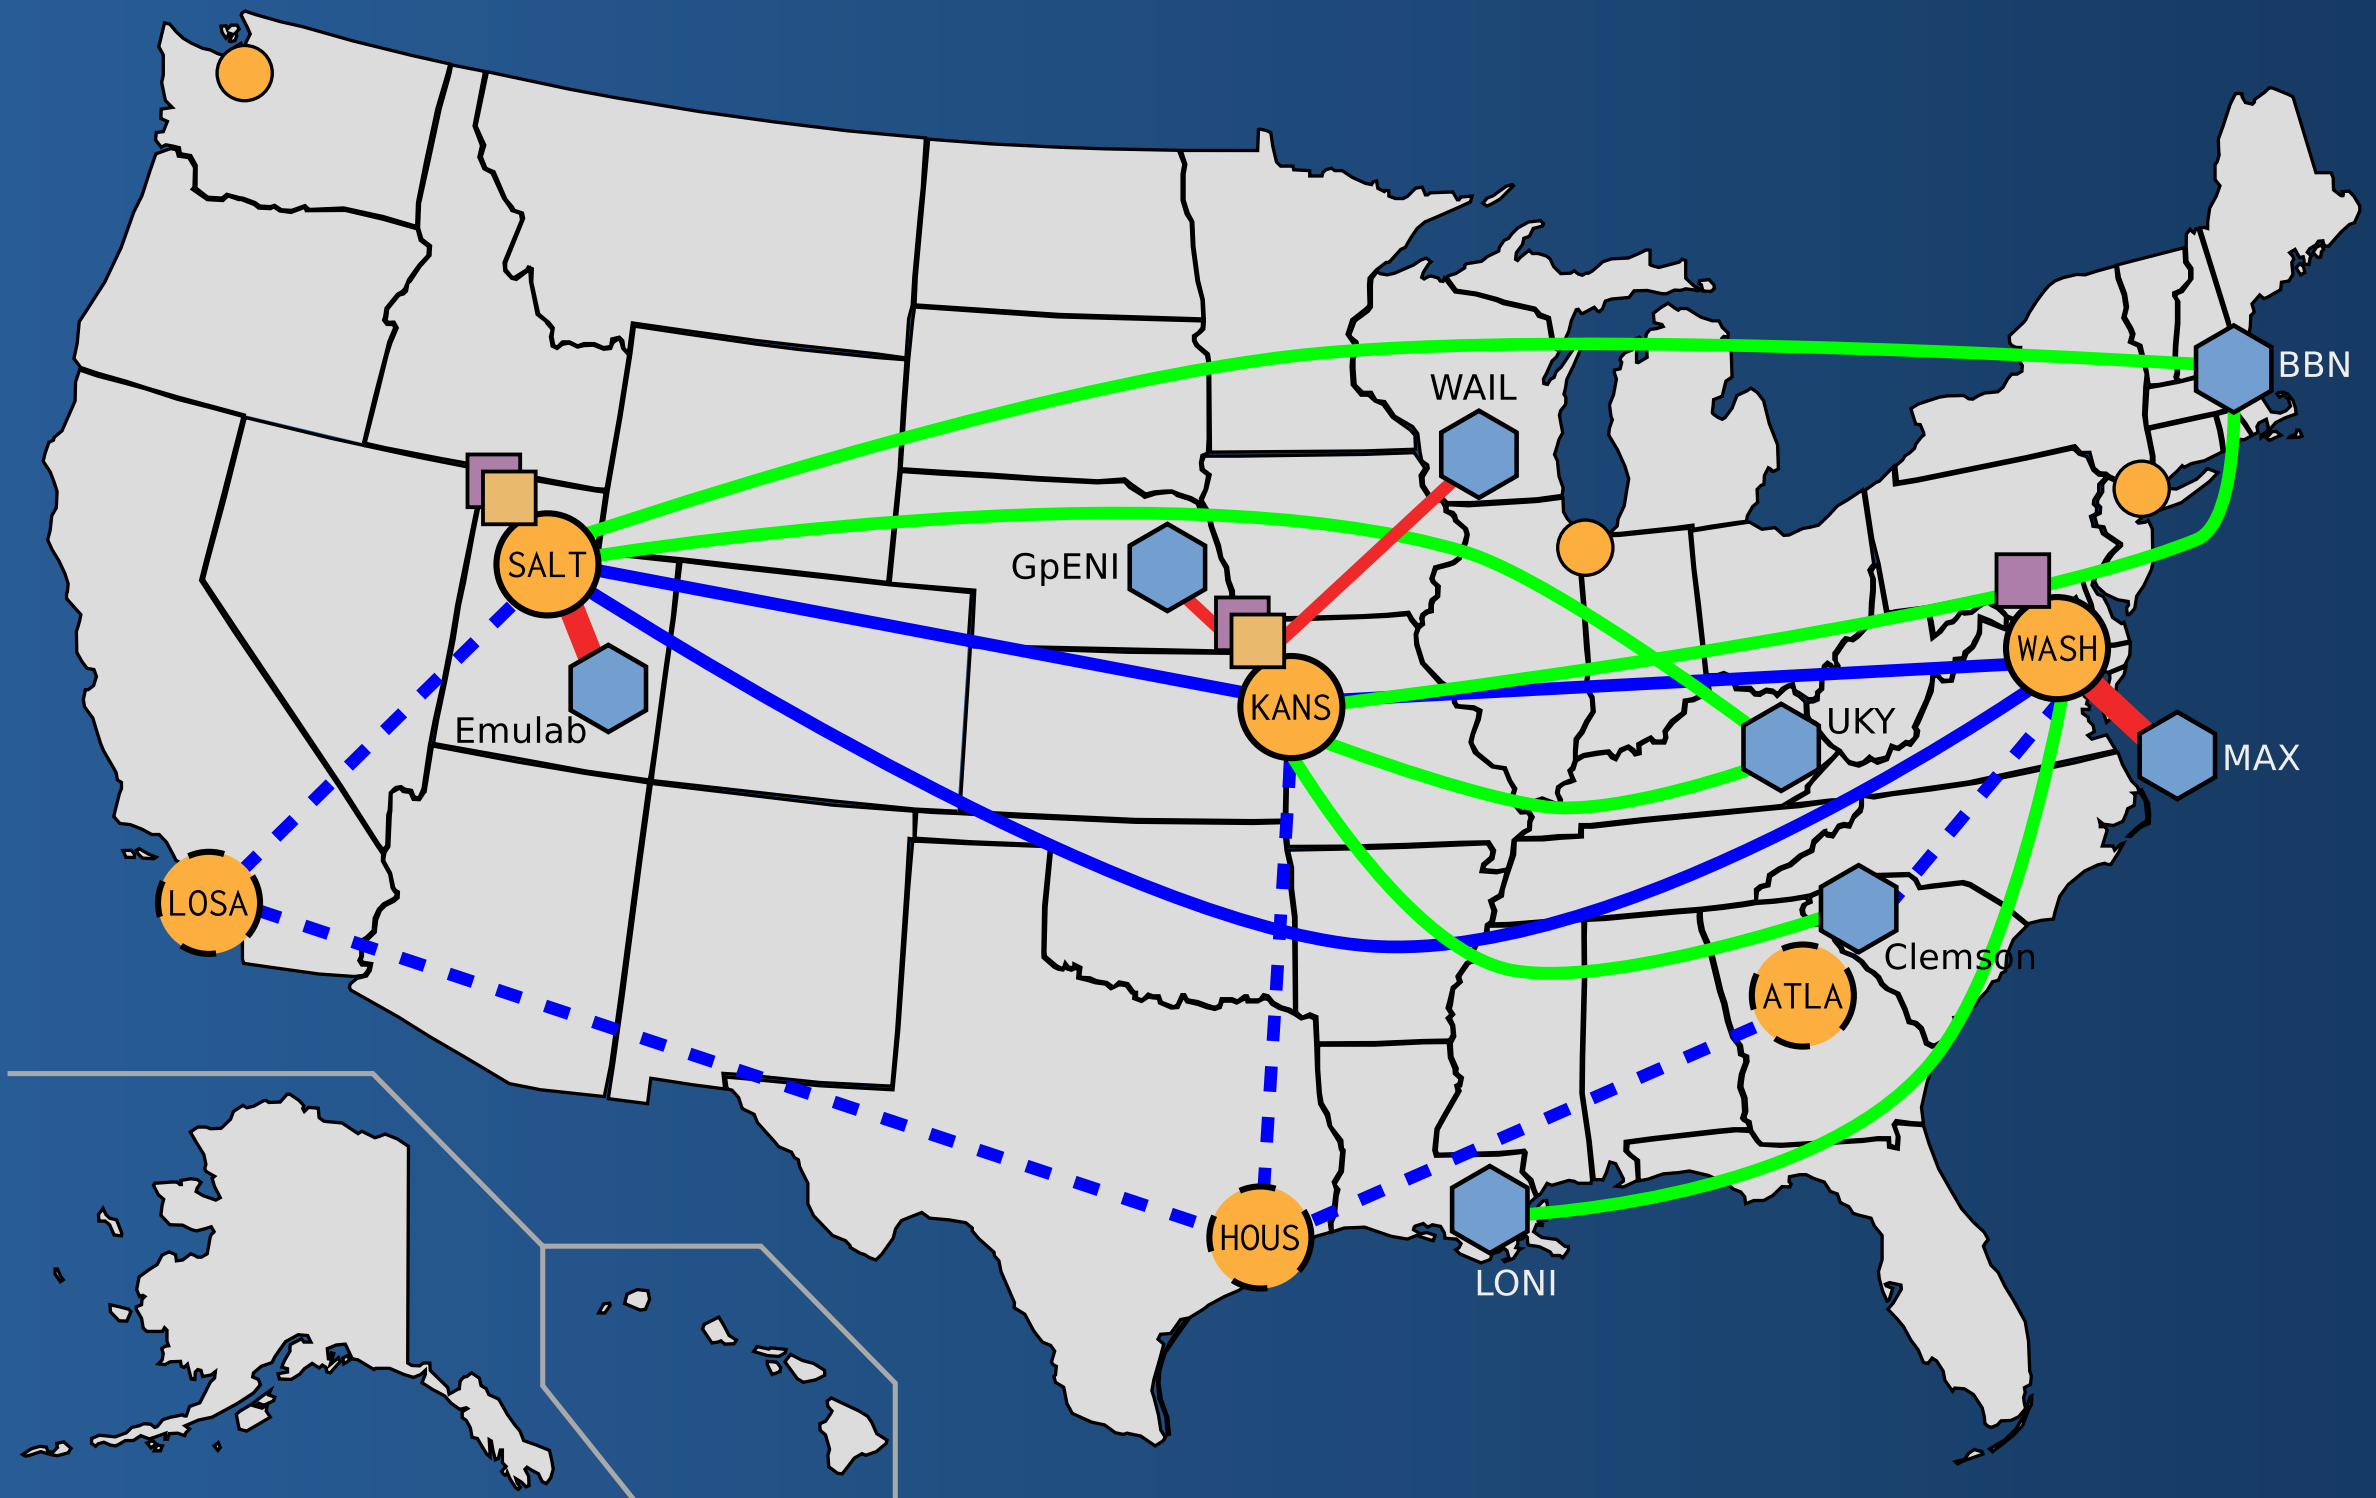 BBN
WAIL
SALT
GpENI
WASH
KANS
UKY
Emulab
MAX
LOSA
Clemson
ATLA
HOUS
LONI